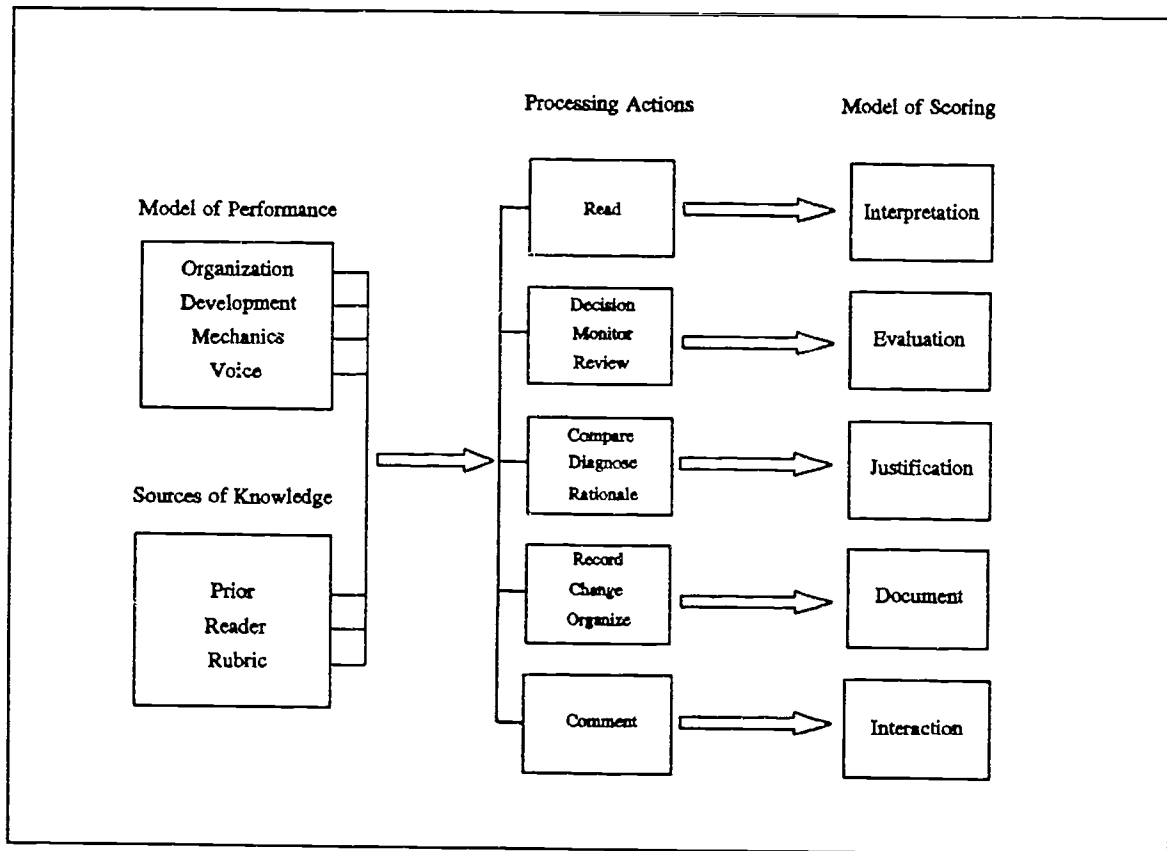 Processing Actions
Model of Scoring
Model of Performance
Organization
Development
Mechanics
Voice
Sources of Knowledge
Prior
Reader
Rubric
Read
Decision
Monitor
Review
Compare
Diagnose
Rationale
Record
Change
Organize
Comment
Interpretation
Evaluation
Justification
Document
Interaction